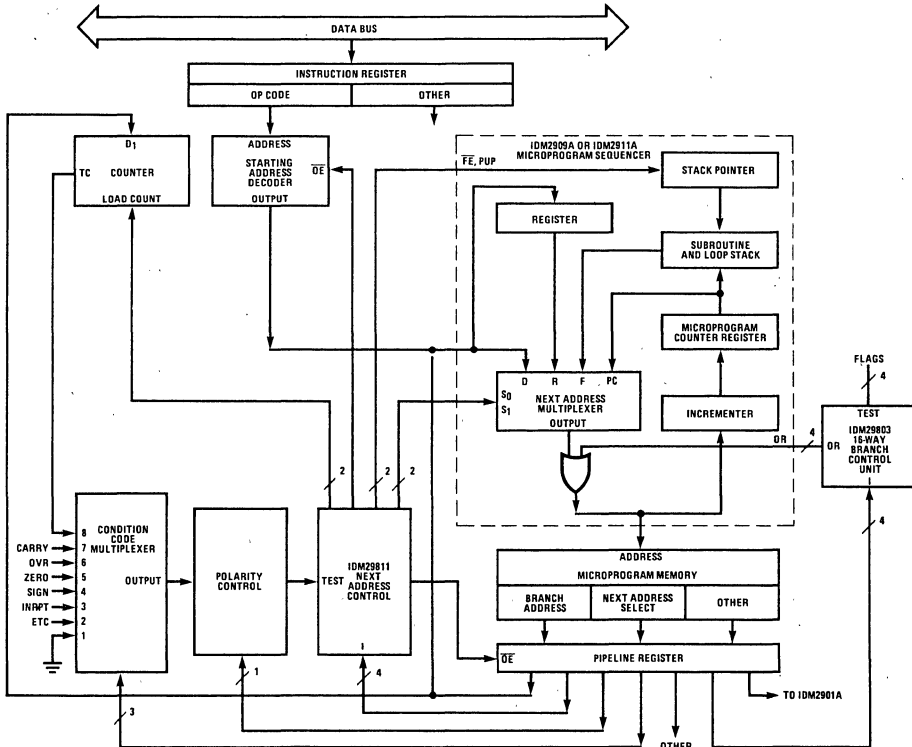 DATA BUS
INSTRUCTION REGISTER
OP CODE
OTHER
D1
TC
COUNTER
LOAD COUNT
ADDRESS
STARTING
ADDRESS
DECODER
OE
OUTPUT
IDM2909A OR IDM2911A
MICROPROGRAM SEQUENCER
FE, PUP
STACK POINTER
REGISTER
SUBROUTINE
AND LOOP STACK
MICROPROGRAM
COUNTER REGISTER
D R F PC
S0
S1
NEXT ADDRESS
MULTIPLEXER
OUTPUT
INCREMENTER
FLAGS
4
TEST
OR
IDM29803
16-WAY
BRANCH
CONTROL
UNIT
I
OR
4
4
2
2
2
CONDITION
CODE
MULTIPLEXER
OUTPUT
8
CARRY 7
OVR 6
ZERO 5
SIGN 4
INRPT 3
ETC 2
1
POLARITY
CONTROL
TEST
IDM29811
NEXT
ADDRESS
CONTROL
I
ADDRESS
MICROPROGRAM MEMORY
BRANCH
ADDRESS
NEXT ADDRESS
SELECT
OTHER
OE
PIPELINE REGISTER
1
4
TO IDM2901A
3
OTHER